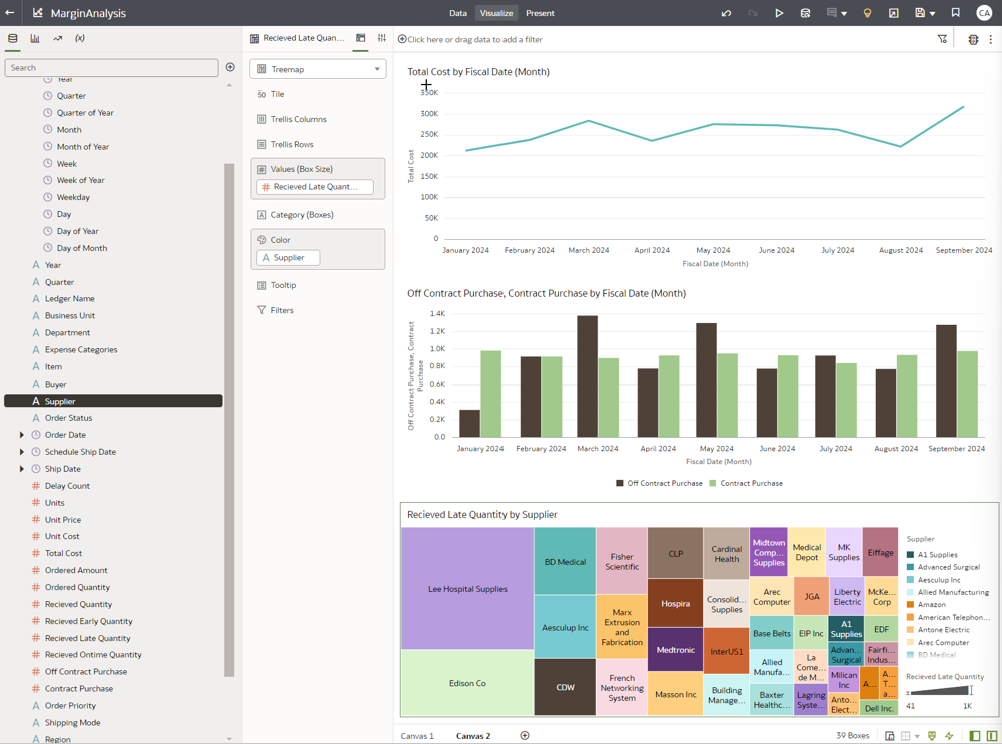 MarginAnalysis
Data Visualize Present
CA
(x)
Search
Year
Quarter
Quarter of Year
Month
Month of Year
Week
Week of Year
Weekday
Day
Day of Year
Day of Month
A Year
A Quarter
A Ledger Name
A Business Unit
A Department
A Expense Categories
A Item
A Buyer
A Supplier
A Order Status
Order Date
Schedule Ship Date
Ship Date
# Delay Count
# Units
# Unit Price
# Unit Cost
# Total Cost
# Ordered Amount
# Ordered Quantity
# Recieved Quantity
# Recieved Early Quantity
# Recieved Late Quantity
# Recieved Ontime Quantity
# Off Contract Purchase
# Contract Purchase
A Order Priority
A Shipping Mode
A Region
Recieved Late Quan...
Treemap
Tile
Trellis Columns
Trellis Rows
Values (Box Size)
# Recieved Late Quant...
Category (Boxes)
Color
A Supplier
Tooltip
Filters
Click here or drag data to add a filter
Total Cost by Fiscal Date (Month)
Total Cost
350K
300K
250K
200K
150K
100K
50K
0
January 2024 February 2024 March 2024 April 2024 May 2024 June 2024 July 2024 August 2024 September 2024
Fiscal Date (Month)
Off Contract Purchase, Contract Purchase by Fiscal Date (Month)
Off Contract Purchase, Contract
Purchase
1.4K
1.2K
1.0K
0.8K
0.6K
0.4K
0.2K
0.0
January 2024 February 2024 March 2024 April 2024 May 2024 June 2024 July 2024 August 2024 September 2024
Fiscal Date (Month)
Off Contract Purchase Contract Purchase
Recieved Late Quantity by Supplier
Lee Hospital Supplies
Edison Co
BD Medical
Aesculup Inc
CDW
Fisher
Scientific
Marx
Extrusion
and
Fabrication
French
Networking
System
CLP
Hospira
Medtronic
Masson Inc
Cardinal
Health
Consolid...
Supplies
InterUS1
Building
Manage...
Midtown
Comp...
Supplies
Medical
Depot
MK
Supplies
Eiffage
Arec
Computer
JGA
Liberty
Electric
McKe...
Corp
Base Belts
EIP Inc
A1
Supplies
EDF
Allied
Manufa...
La
Come...
de M...
Advan...
Surgical
Fairfi...
Indus...
Baxter
Healthc...
Lagring
Syste...
Milican
Inc
A...
A...
T...
a...
Anto...
Elect...
Dell Inc.
Supplier
A1 Supplies
Advanced Surgical
Aesculup Inc
Allied Manufacturing
Amazon
American Telephon...
Antone Electric
Arec Computer
BD Medical
Recieved Late Quantity
41 1K
Canvas 1 Canvas 2
39 Boxes